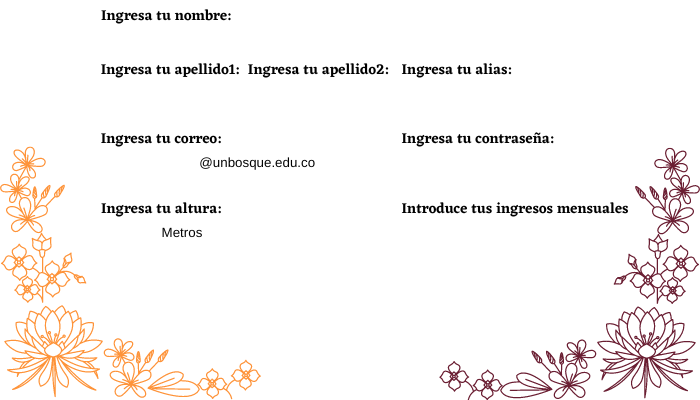 Ingresa tu nombre:
Ingresa tu apellido1: Ingresa tu apellido2: Ingresa tu alias:
Ingresa tu correo: Ingresa tu contraseña:
@unbosque.edu.co
Ingresa tu altura: Introduce tus ingresos mensuales
Metros